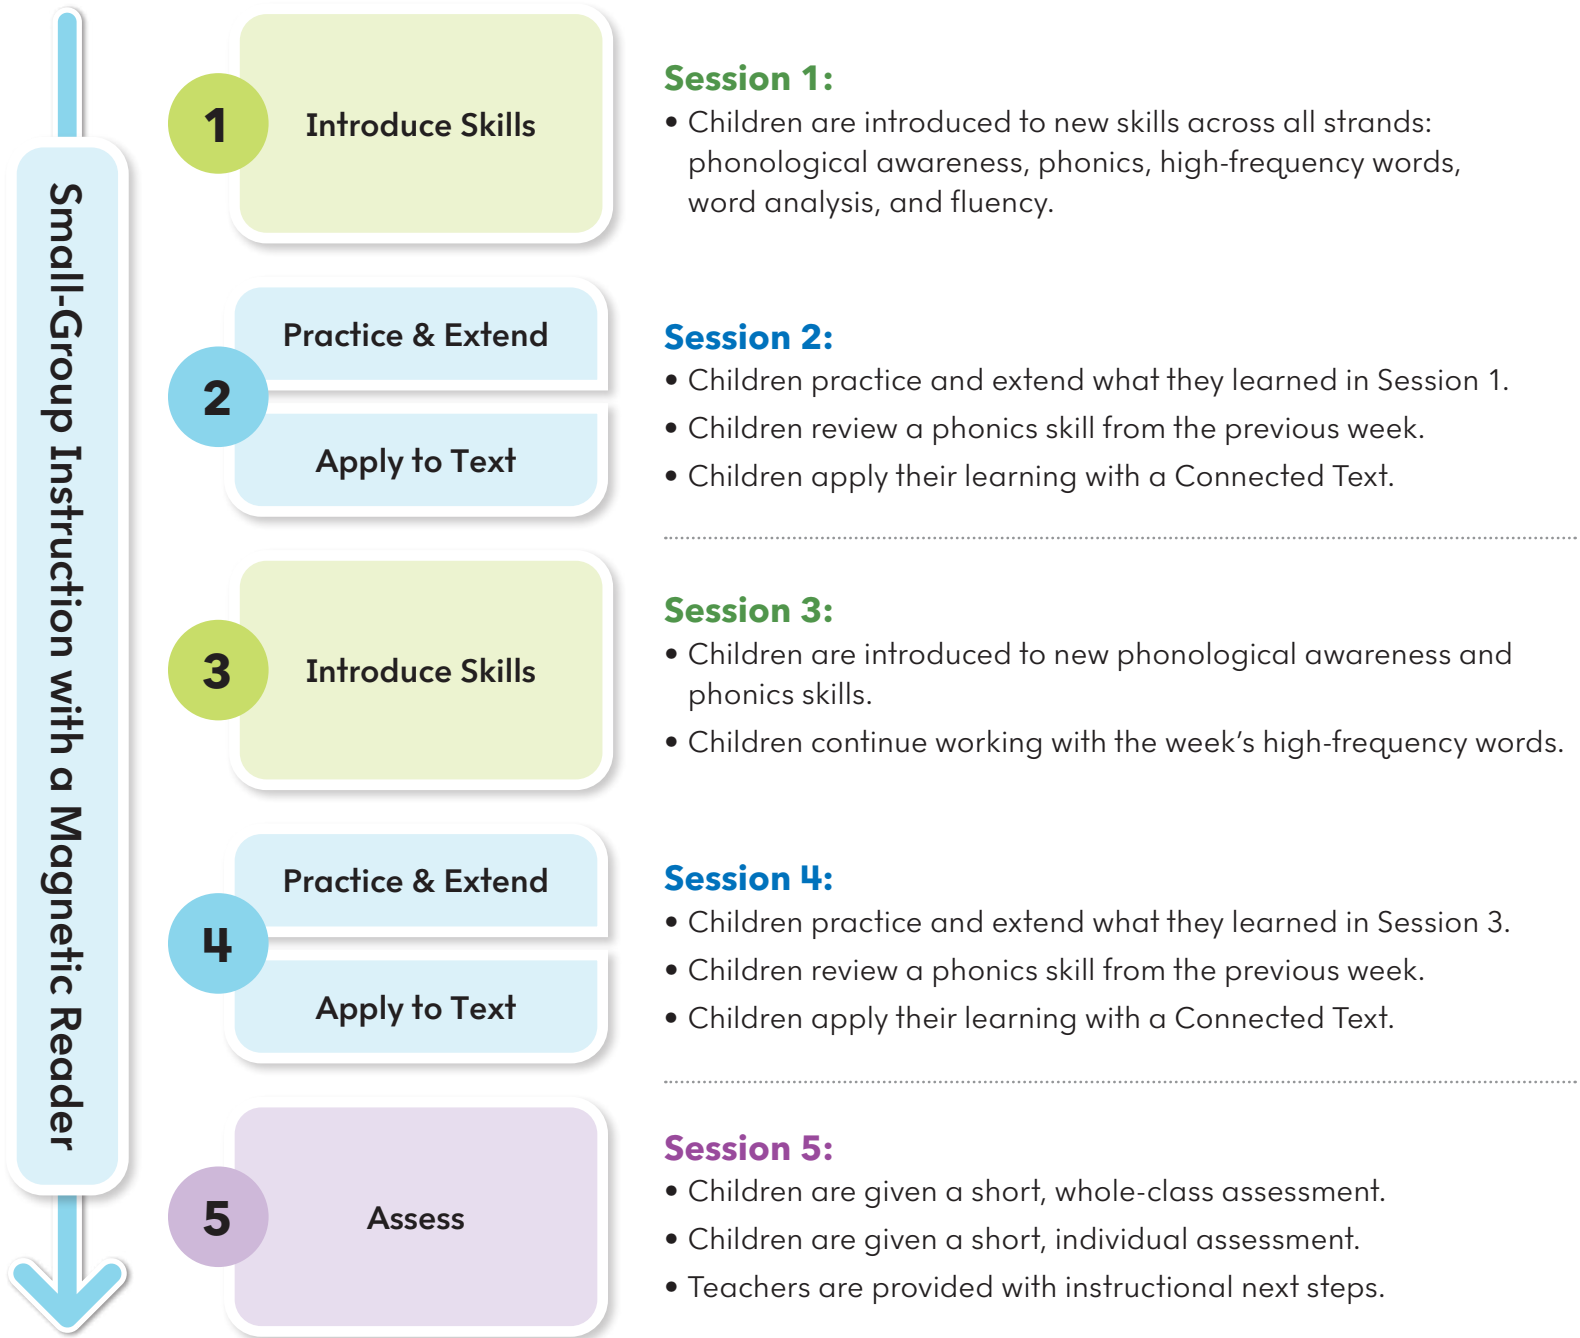 Small-Group Instruction with a Magnetic Reader
1
Introduce Skills
Session 1:
• Children are introduced to new skills across all strands:
phonological awareness, phonics, high-frequency words,
word analysis, and fluency.
2
Practice & Extend
Apply to Text
Session 2:
• Children practice and extend what they learned in Session 1.
• Children review a phonics skill from the previous week.
• Children apply their learning with a Connected Text.
3
Introduce Skills
Session 3:
• Children are introduced to new phonological awareness and
phonics skills.
• Children continue working with the week's high-frequency words.
4
Practice & Extend
Apply to Text
Session 4:
• Children practice and extend what they learned in Session 3.
• Children review a phonics skill from the previous week.
• Children apply their learning with a Connected Text.
5
Assess
Session 5:
• Children are given a short, whole-class assessment.
• Children are given a short, individual assessment.
• Teachers are provided with instructional next steps.